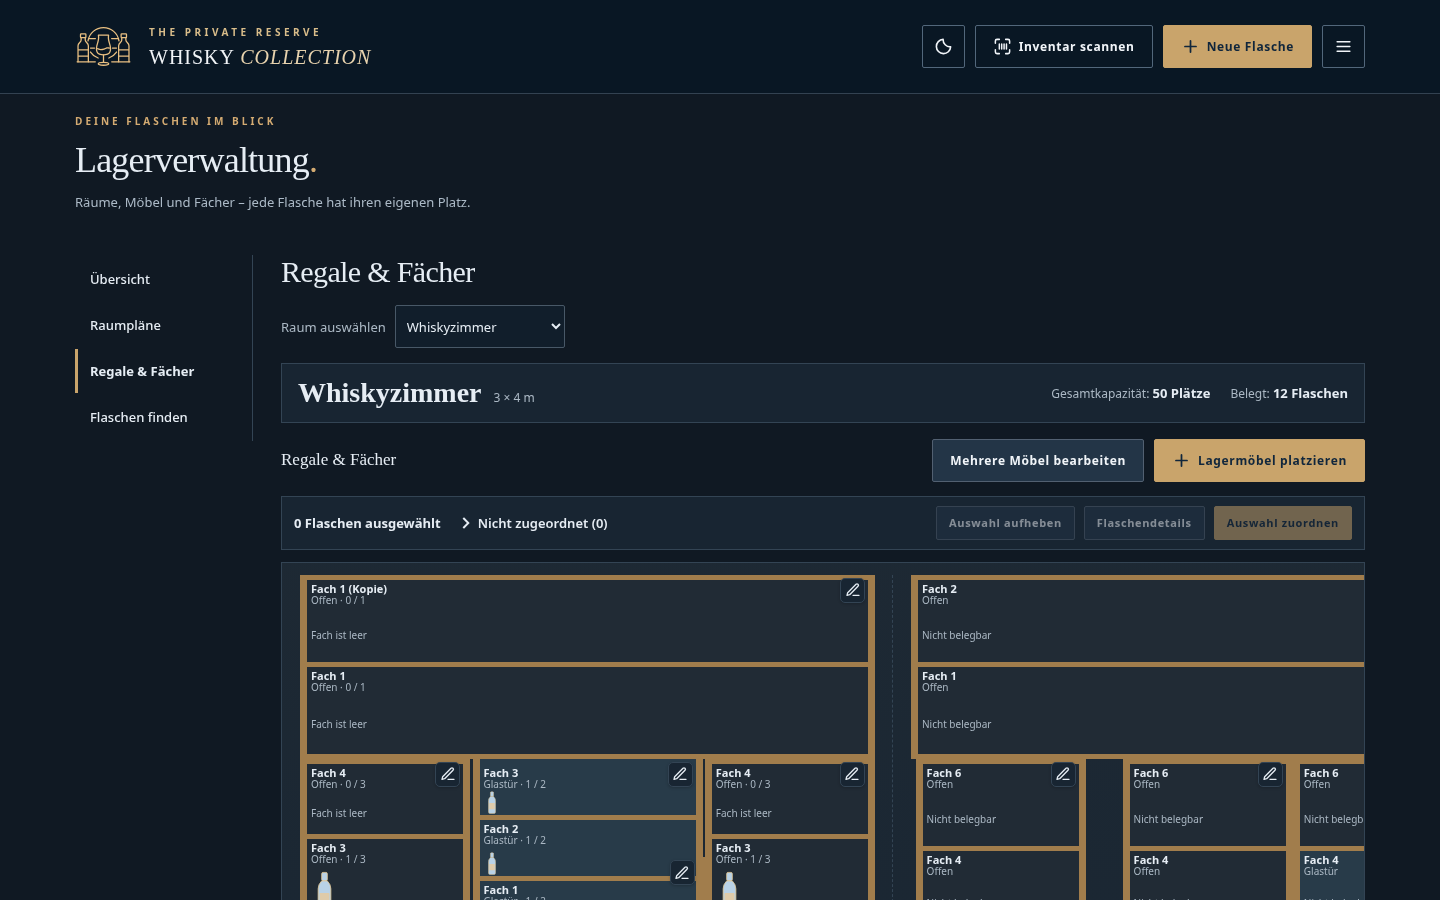 THE PRIVATE RESERVE
WHISKY COLLECTION
Inventar scannen
Neue Flasche
DEINE FLASCHEN IM BLICK
Lagerverwaltung.
Räume, Möbel und Fächer – jede Flasche hat ihren eigenen Platz.
Übersicht
Raumpläne
Regale & Fächer
Flaschen finden
Regale & Fächer
Raum auswählen
Whiskyzimmer
Whiskyzimmer 3 × 4 m
Gesamtkapazität: 50 Plätze
Belegt: 12 Flaschen
Regale & Fächer
Mehrere Möbel bearbeiten
Lagermöbel platzieren
0 Flaschen ausgewählt
Nicht zugeordnet (0)
Auswahl aufheben
Flaschendetails
Auswahl zuordnen
Fach 1 (Kopie)
Offen · 0 / 1
Fach ist leer
Fach 1
Offen · 0 / 1
Fach ist leer
Fach 4
Offen · 0 / 3
Fach ist leer
Fach 3
Offen · 1 / 3
Fach 3
Glastür · 1 / 2
Fach 2
Glastür · 1 / 2
Fach 1
Fach 4
Offen · 0 / 3
Fach ist leer
Fach 3
Offen · 1 / 3
Fach 2
Offen
Nicht belegbar
Fach 1
Offen
Nicht belegbar
Fach 6
Offen
Nicht belegbar
Fach 4
Offen
Fach 6
Offen
Nicht belegbar
Fach 4
Offen
Fach 6
Offen
Nicht belegb
Fach 4
Glastür